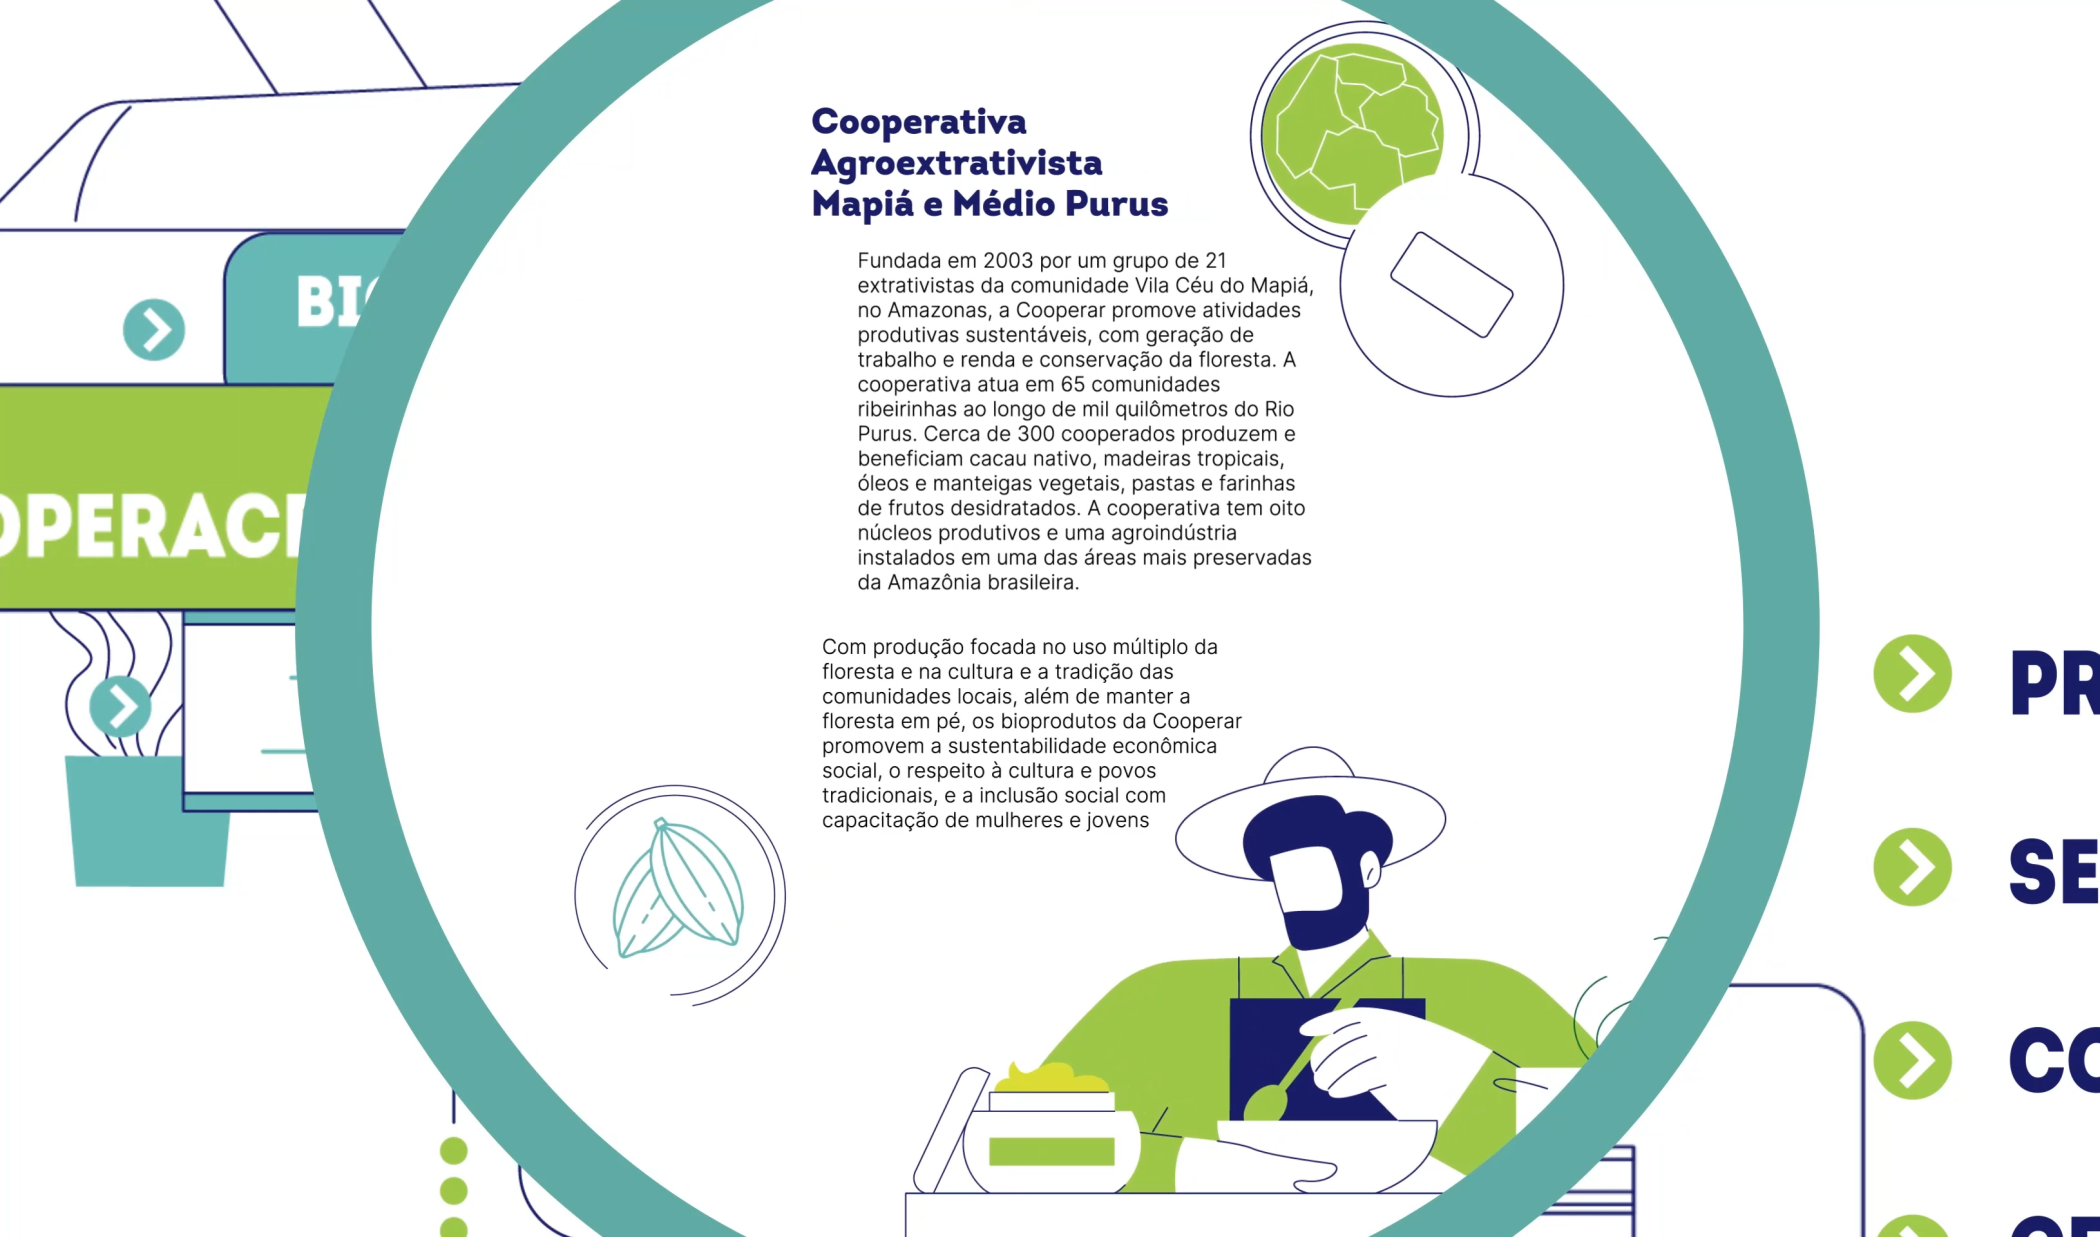 Cooperativa
Agroextrativista
Mapiá e Médio Purus
Fundada em 2003 por um grupo de 21
extrativistas da comunidade Vila Céu do Mapiá,
no Amazonas, a Cooperar promove atividades
produtivas sustentáveis, com geração de
trabalho e renda e conservação da floresta. A
cooperativa atua em 65 comunidades
ribeirinhas ao longo de mil quilômetros do Rio
Purus. Cerca de 300 cooperados produzem e
beneficiam cacau nativo, madeiras tropicais,
óleos e manteigas vegetais, pastas e farinhas
de frutos desidratados. A cooperativa tem oito
núcleos produtivos e uma agroindústria
instalados em uma das áreas mais preservadas
da Amazônia brasileira.
Com produção focada no uso múltiplo da
floresta e na cultura e a tradição das
comunidades locais, além de manter a
floresta em pé, os bioprodutos da Cooperar
promovem a sustentabilidade econômica
social, o respeito à cultura e povos
tradicionais, e a inclusão social com
capacitação de mulheres e jovens